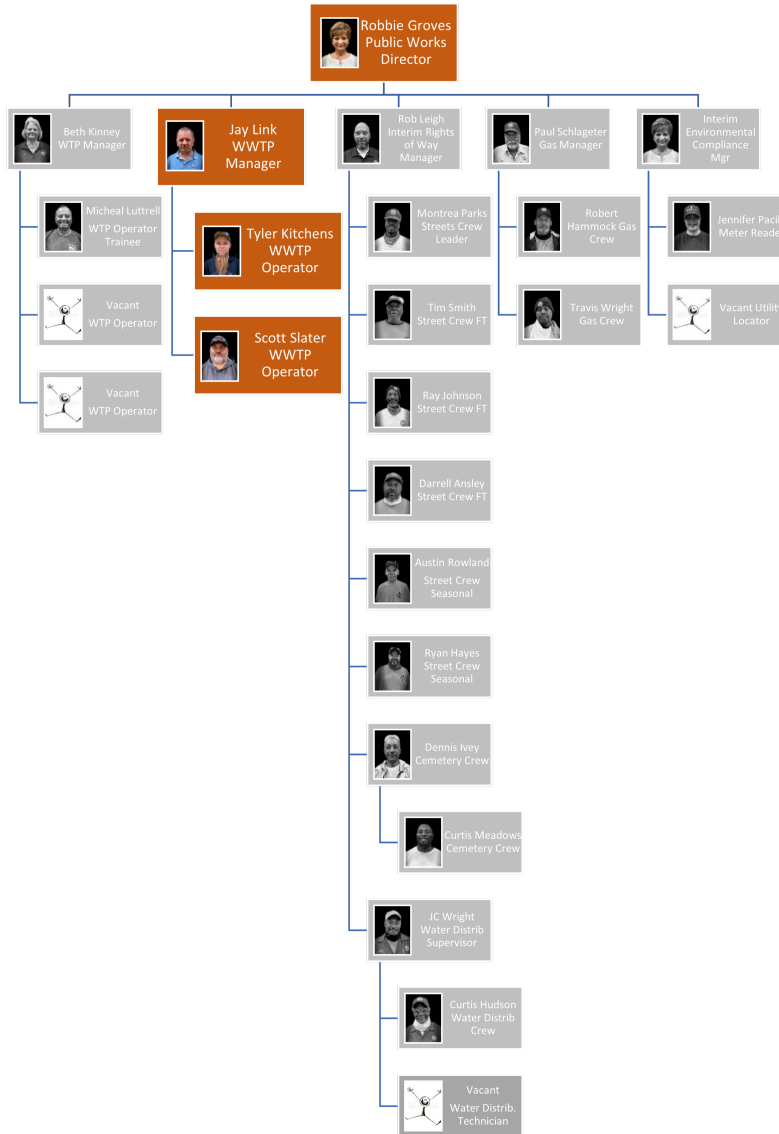 Robbie Groves
Public Works
Director
Beth Kinney
WTP Manager
Jay Link
WWTP
Manager
Rob Leigh
Interim Rights
of Way
Manager
Paul Schlageter
Gas Manager
Interim
Environmental
Compliance
Mgr
Micheal Luttrell
WTP Operator
Trainee
Vacant
WTP Operator
Vacant
WTP Operator
Tyler Kitchens
WWTP
Operator
Scott Slater
WWTP
Operator
Montrea Parks
Streets Crew
Leader
Tim Smith
Street Crew FT
Ray Johnson
Street Crew FT
Darrell Ansley
Street Crew FT
Austin Rowland
Street Crew
Seasonal
Ryan Hayes
Street Crew
Seasonal
Dennis Ivey
Cemetery Crew
Curtis Meadows
Cemetery Crew
JC Wright
Water Distrib
Supervisor
Curtis Hudson
Water Distrib
Crew
Vacant
Water Distrib.
Technician
Robert
Hammock Gas
Crew
Travis Wright
Gas Crew
Jennifer
Meter
Vacant Utility
Locator